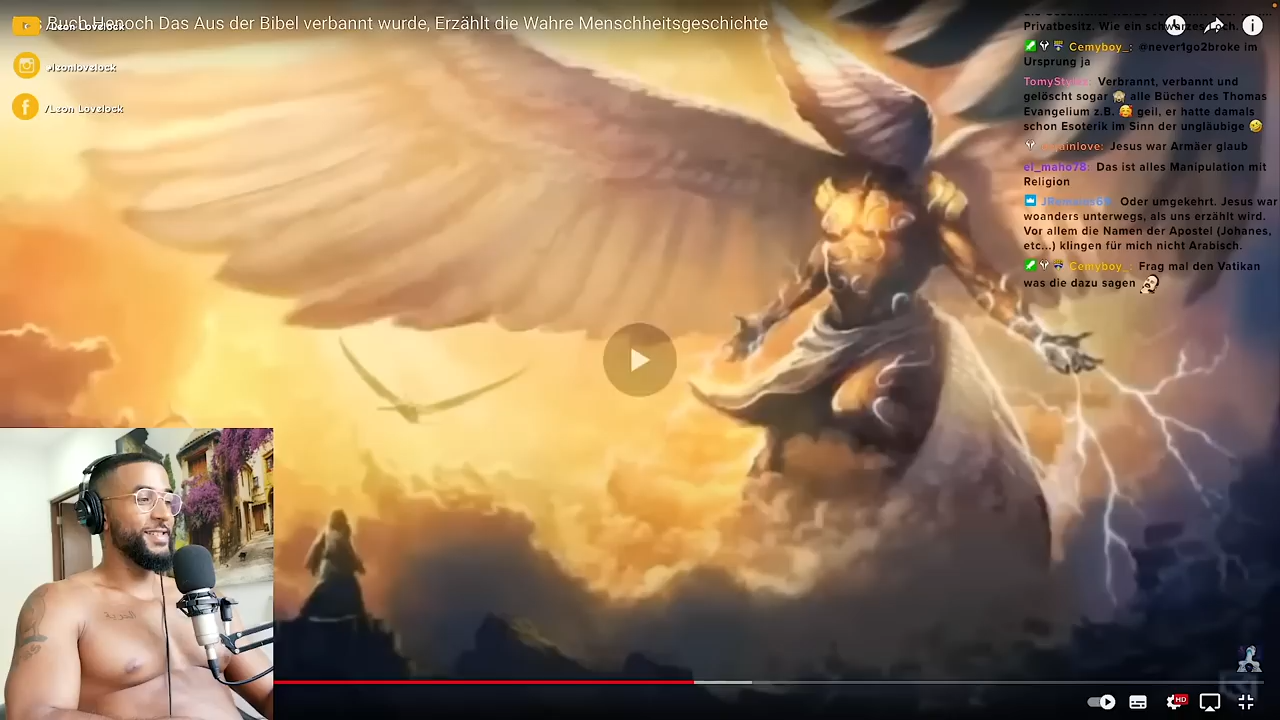 Buch Henoch Das Aus der Bibel verbannt wurde, Erzählt die Wahre Menschheitsgeschichte
/Leon Lovelock
/leonlovelock
/Leon Lovelock
Privatbesitz. Wie ein schwarzes
Cemyboy_: @never1go2broke im
Ursprung ja
Verbrannt, verbannt und
gelöscht sogar 🙈 alle Bücher des Thomas
Evangelium z.B. 🥰 geil, er hatte damals
schon Esoterik im Sinn der ungläubige 🤣
Jesus war Armäer glaub
el_maho78: Das ist alles Manipulation mit
Religion
Oder umgekehrt. Jesus war
woanders unterwegs, als uns erzählt wird.
Vor allem die Namen der Apostel (Johanes,
etc...) klingen für mich nicht Arabisch.
Cemyboy_: Frag mal den Vatikan
was die dazu sagen
HD